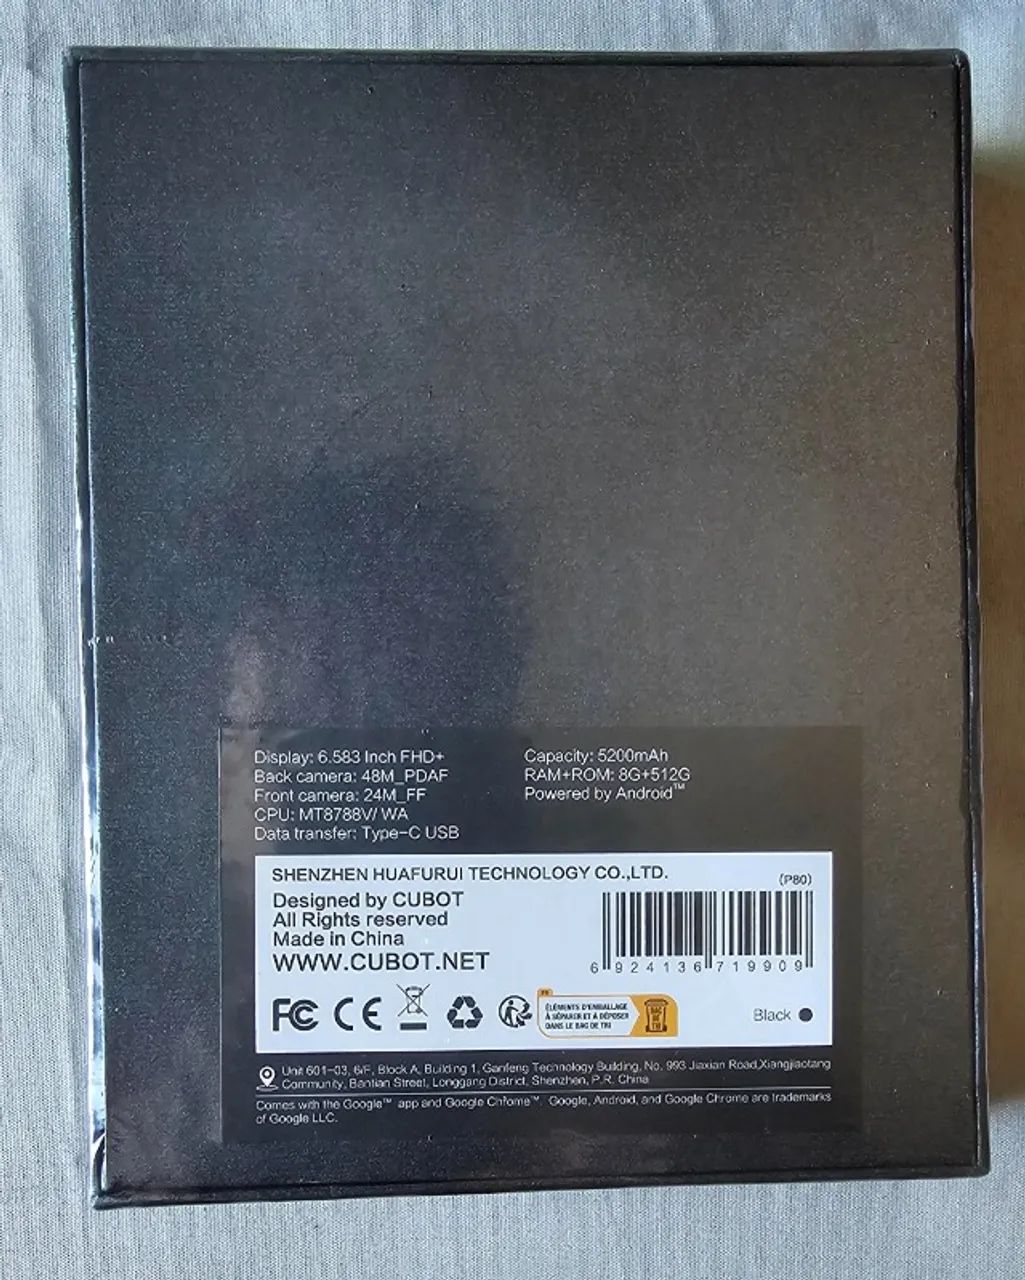 Display: 6.583 Inch FHD+
Back camera: 48M_PDAF
Front camera: 24M_FF
CPU: MT8788V/ WA
Data transfer: Type-C USB
Capacity: 5200mAh
RAM+ROM: 8G+512G
Powered by Android™
SHENZHEN HUAFURUI TECHNOLOGY CO.,LTD.
Designed by CUBOT
All Rights reserved
Made in China
WWW.CUBOT.NET
(P80)
6 924136 719909
FC CE
FR
ÉLÉMENTS D'EMBALLAGE
À SÉPARER ET À DÉPOSER
DANS LE BAC DE TRI
BAC
DE
TRI
Black
Unit 601-03, 6/F, Block A, Building 1, Ganfeng Technology Building, No. 993 Jiaxian Road,Xiangjiaotang
Community, Bantian Street, Longgang District, Shenzhen, P.R. China
Comes with the Google™ app and Google Chrome™. Google, Android, and Google Chrome are trademarks
of Google LLC.